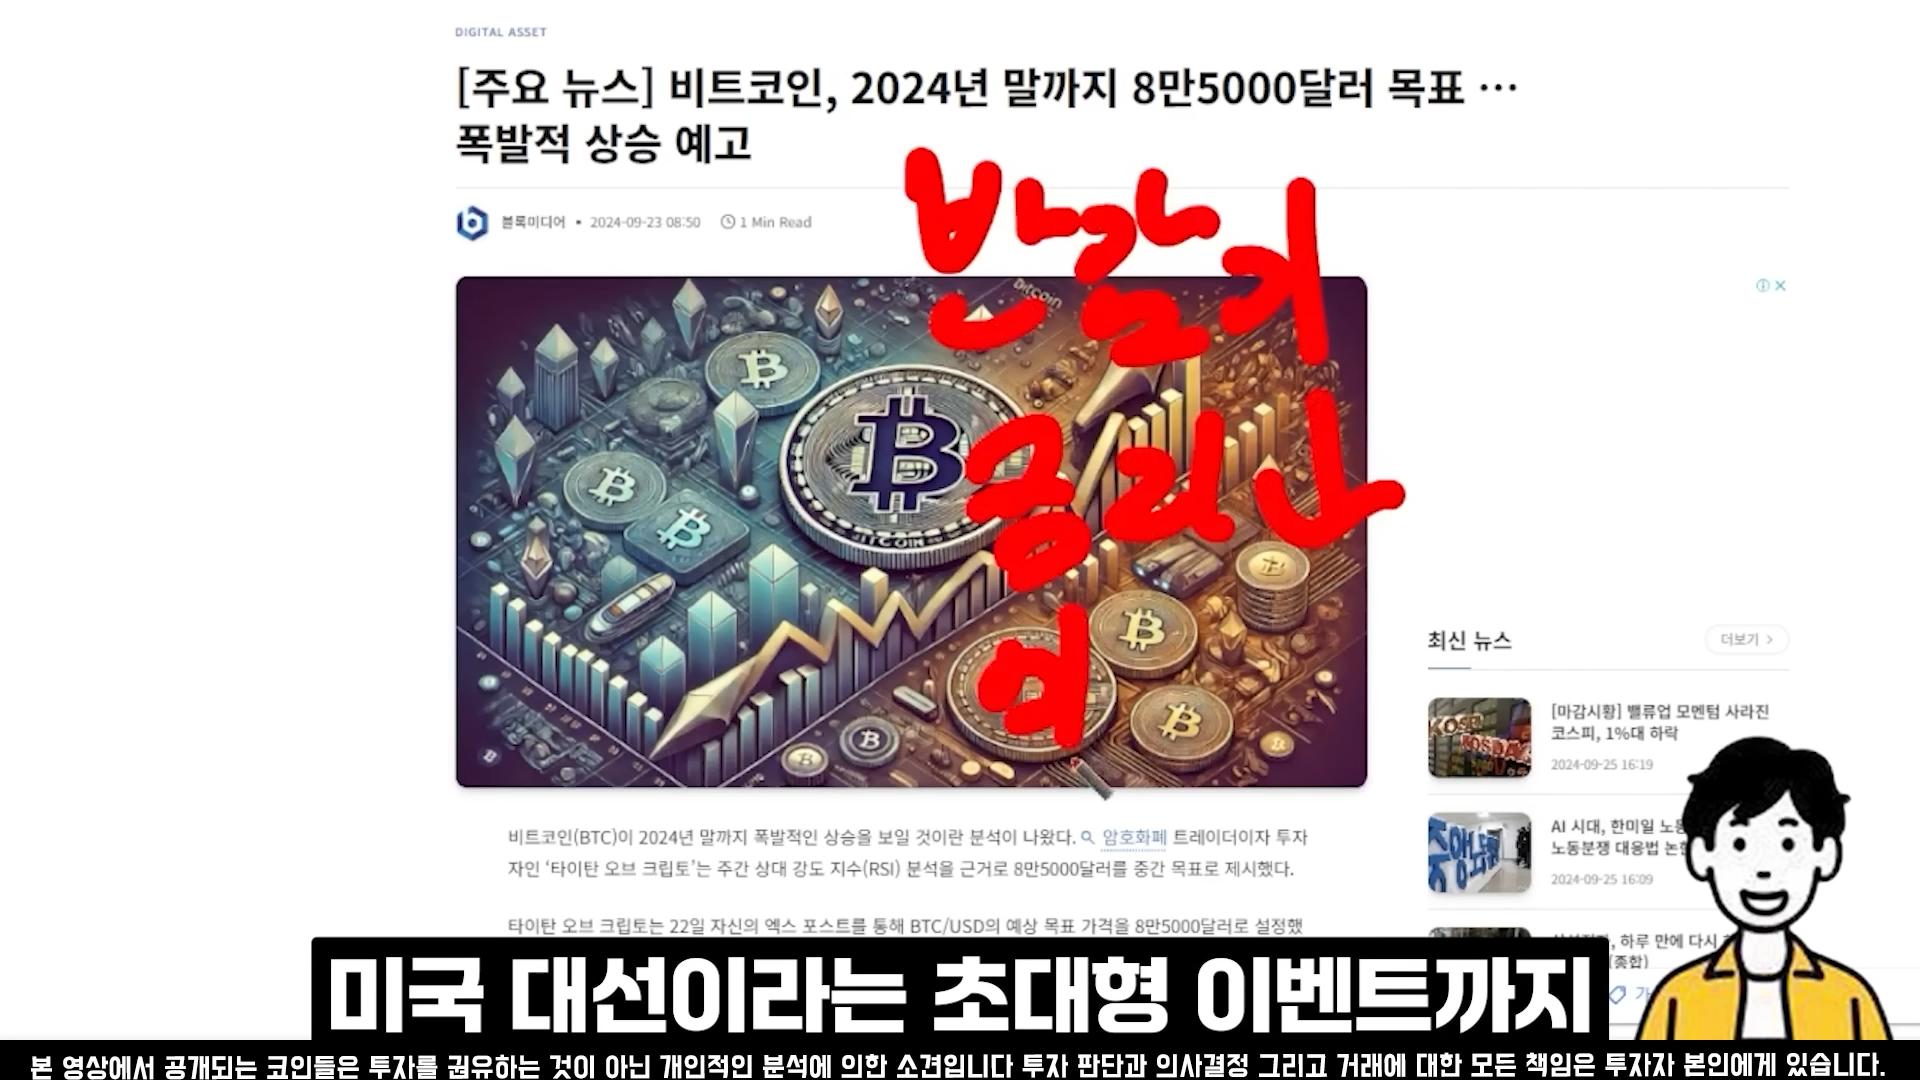 DIGITAL ASSET
[주요 뉴스] 비트코인, 2024년 말까지 8만5000달러 목표 …
폭발적 상승 예고
블록미디어 • 2024-09-23 08:50 1 Min Read
반감기
금리
Bitcoin
최신 뉴스
더보기 >
[마감시황] 밸류업 모멘텀 사라진
코스피, 1%대 하락
2024-09-25 16:19
AI 시대, 한미일
노동분쟁 대응법
2024-09-25 16:09
하루 만에 다시
(종합)
비트코인(BTC)이 2024년 말까지 폭발적인 상승을 보일 것이란 분석이 나왔다. 암호화폐 트레이더이자 투자
자인 ‘타이탄 오브 크립토’는 주간 상대 강도 지수(RSI) 분석을 근거로 8만5000달러를 중간 목표로 제시했다.
타이탄 오브 크립토는 22일 자신의 엑스 포스트를 통해 BTC/USD의 예상 목표 가격을 8만5000달러로 설정했
미국 대선이라는 초대형 이벤트까지
본 영상에서 공개되는 코인들은 투자를 권유하는 것이 아닌 개인적인 분석에 의한 소견입니다 투자 판단과 의사결정 그리고 거래에 대한 모든 책임은 투자자 본인에게 있습니다.